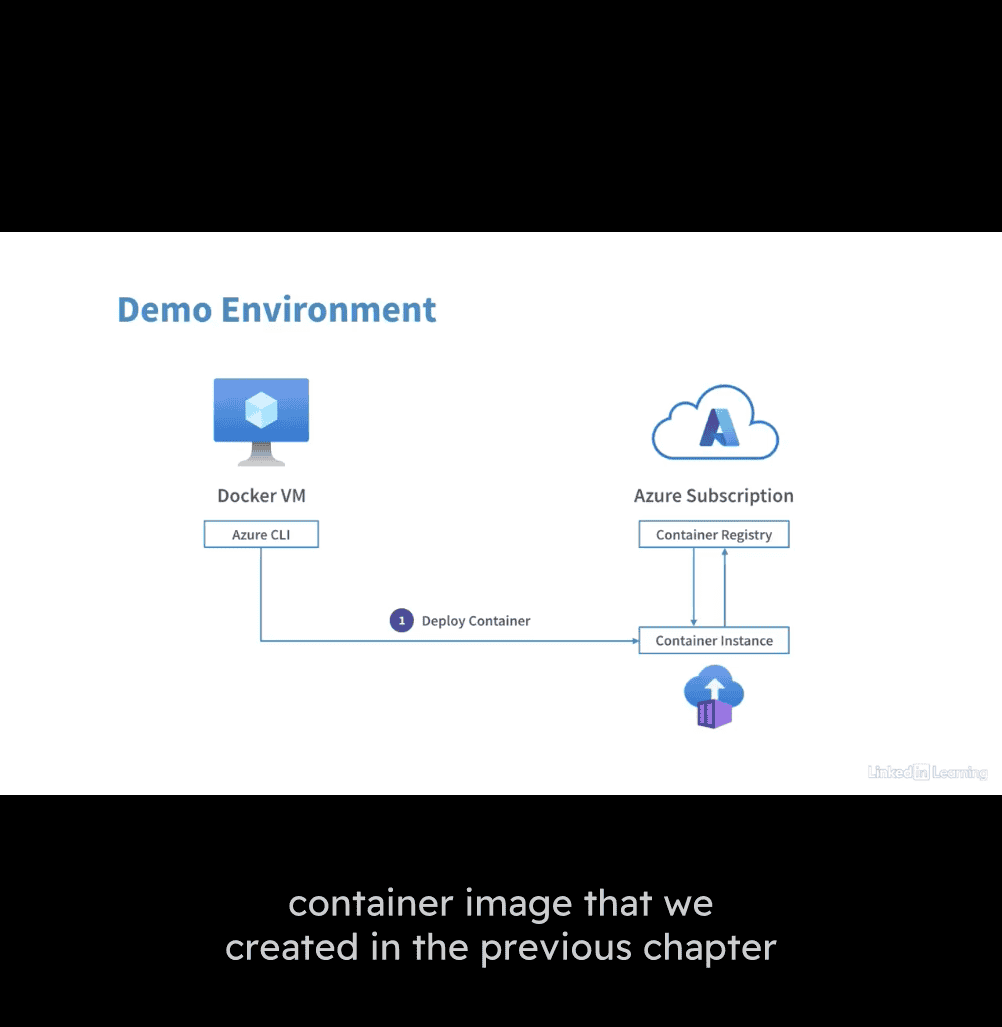 Demo Environment
Docker VM
Azure Subscription
Azure CLI
Container Registry
1 Deploy Container
Container Instance
LinkedIn Learning
container image that we
created in the previous chapter